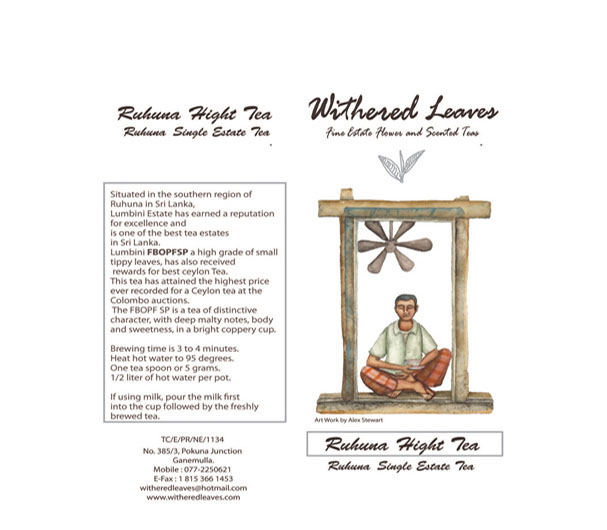 Ruhuna Hight Tea
Ruhuna Single Estate Tea
Situated in the southern region of
Ruhuna in Sri Lanka,
Lumbini Estate has earned a reputation
for excellence and
is one of the best tea estates
in Sri Lanka.
Lumbini FBOPFSP a high grade of small
tippy leaves, has also received
rewards for best ceylon Tea.
This tea has attained the highest price
ever recorded for a Ceylon tea at the
Colombo auctions.
The FBOPF SP is a tea of distinctive
character, with deep malty notes, body
and sweetness, in a bright coppery cup.
Brewing time is 3 to 4 minutes.
Heat hot water to 95 degrees.
One tea spoon or 5 grams.
1/2 liter of hot water per pot.
If using milk, pour the milk first
into the cup followed by the freshly
brewed tea.
TC/E/PR/NE/1134
No. 385/3, Pokuna Junction
Ganemulla.
Mobile : 077-2250621
E-Fax : 1 815 366 1453
witheredleaves@hotmail.com
www.witheredleaves.com
Withered Leaves
Fine Estate Flower and Scented Teas
Art Work by Alex Stewart
Ruhuna Hight Tea
Ruhuna Single Estate Tea